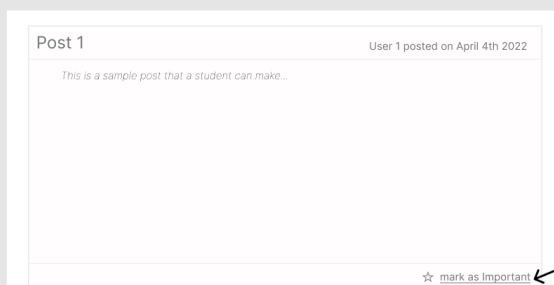 Post 1
User 1 posted on April 4th 2022
This is a sample post that a student can make...
mark as Important